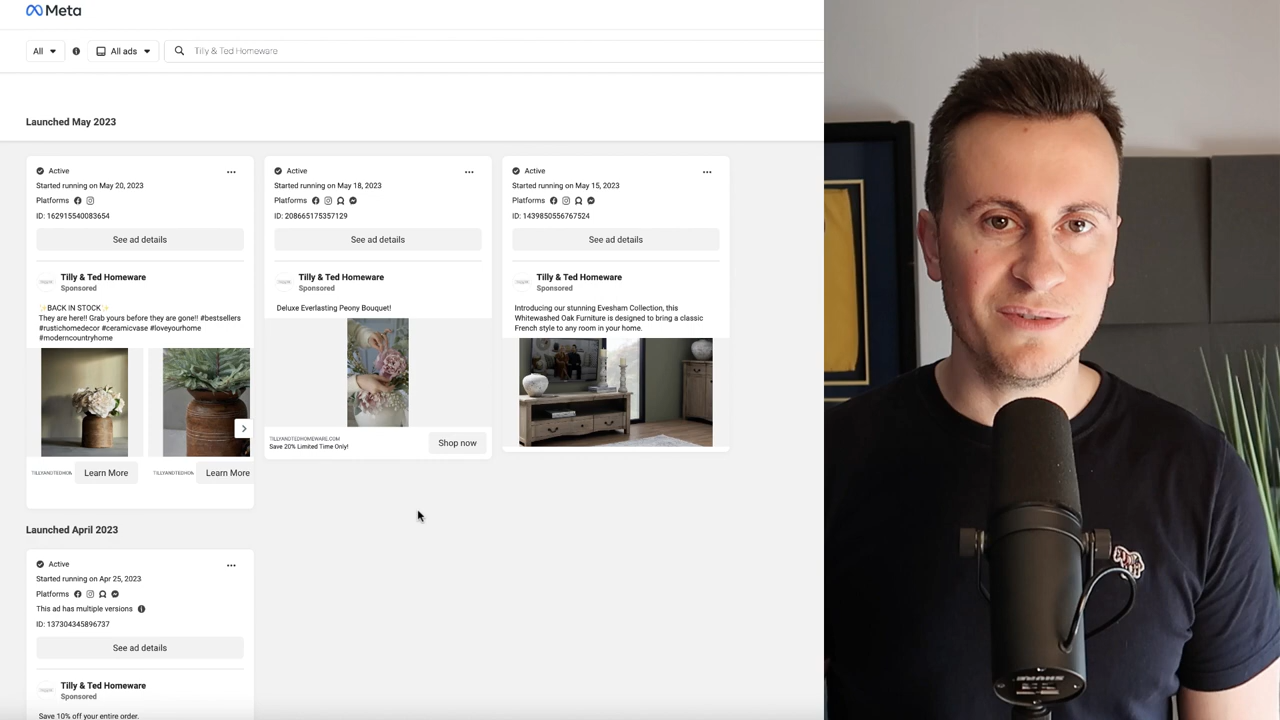 Meta
All
All ads
Tilly & Ted Homeware
Launched May 2023
Active
Started running on May 20, 2023
Platforms
ID: 162915540083654
See ad details
Tilly & Ted Homeware
Sponsored
✨BACK IN STOCK✨
They are here!! Grab yours before they are gone!! #bestsellers
#rustichomedecor #ceramicvase #loveyourhome
#moderncountryhome
TILLYANDTEDHOM
Learn More
TILLYANDTEDHOM
Learn More
Active
Started running on May 18, 2023
Platforms
ID: 208665175357129
See ad details
Tilly & Ted Homeware
Sponsored
Deluxe Everlasting Peony Bouquet!
TILLYANDTEDHOMEWARE.COM
Save 20% Limited Time Only!
Shop now
Active
Started running on May 15, 2023
Platforms
ID: 1439850556767524
See ad details
Tilly & Ted Homeware
Sponsored
Introducing our stunning Evesham Collection, this
Whitewashed Oak Furniture is designed to bring a classic
French style to any room in your home.
Launched April 2023
Active
Started running on Apr 25, 2023
Platforms
This ad has multiple versions
ID: 137304345896737
See ad details
Tilly & Ted Homeware
Sponsored
Save 10% off your entire order.
SHURE